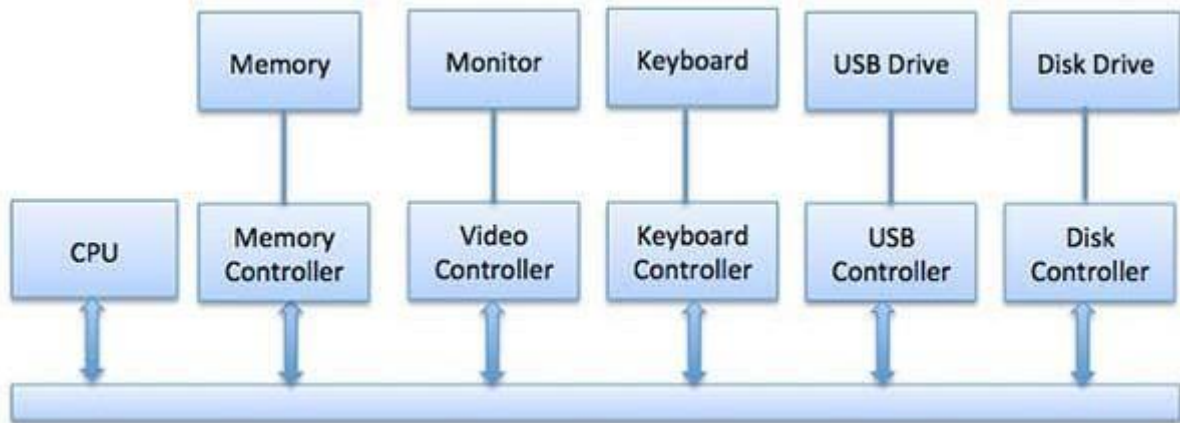 Memory
Monitor
Keyboard
USB Drive
Disk Drive
CPU
Memory
Controller
Video
Controller
Keyboard
Controller
USB
Controller
Disk
Controller